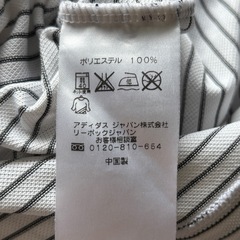 ポリエステル 100%
アディダス ジャパン株式会社
リーボックジャパン
お客様相談室
0120-810-654
中国製